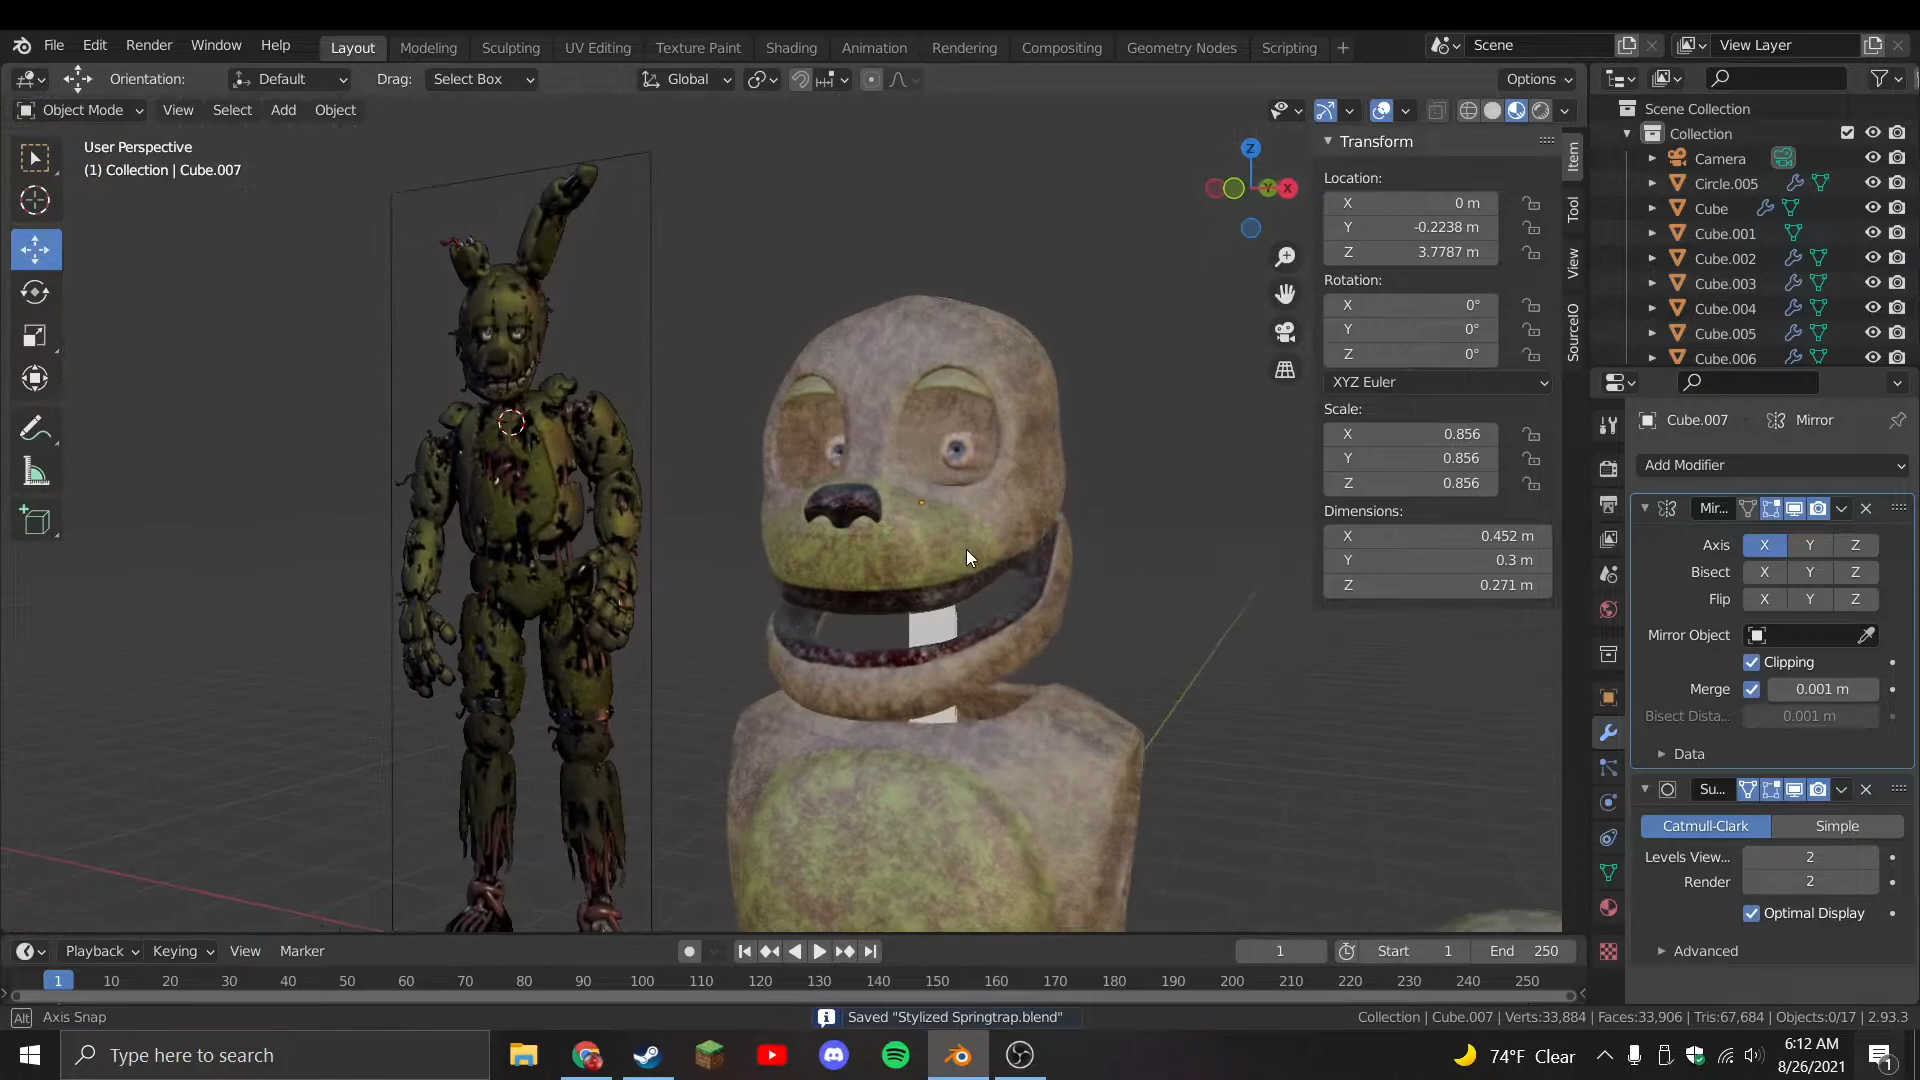 File Edit Render Window Help Layout Modeling Sculpting UV Editing Texture Paint Shading Animation Rendering Compositing Geometry Nodes Scripting + Scene View Layer
Orientation: Default Drag: Select Box Global Options
Object Mode View Select Add Object
User Perspective
(1) Collection | Cube.007
Z
Y
X
Transform
Location:
X 0 m
Y -0.2238 m
Z 3.7787 m
Rotation:
X 0°
Y 0°
Z 0°
XYZ Euler
Scale:
X 0.856
Y 0.856
Z 0.856
Dimensions:
X 0.452 m
Y 0.3 m
Z 0.271 m
Item
Tool
View
SourceIO
Scene Collection
Collection
Camera
Circle.005
Cube
Cube.001
Cube.002
Cube.003
Cube.004
Cube.005
Cube.006
Cube.007 Mirror
Add Modifier
Mir...
Axis X Y Z
Bisect X Y Z
Flip X Y Z
Mirror Object
Clipping
Merge 0.001 m
Bisect Dista... 0.001 m
Data
Su...
Catmull-Clark Simple
Levels View... 2
Render 2
Optimal Display
Advanced
Playback Keying View Marker 1 Start 1 End 250
1 10 20 30 40 50 60 70 80 90 100 110 120 130 140 150 160 170 180 190 200 210 220 230 240 250
Alt Axis Snap Saved "Stylized Springtrap.blend" Collection | Cube.007 | Verts:33,884 | Faces:33,906 | Tris:67,684 | Objects:0/17 | 2.93.3
Type here to search 74°F Clear 6:12 AM
8/26/2021
1